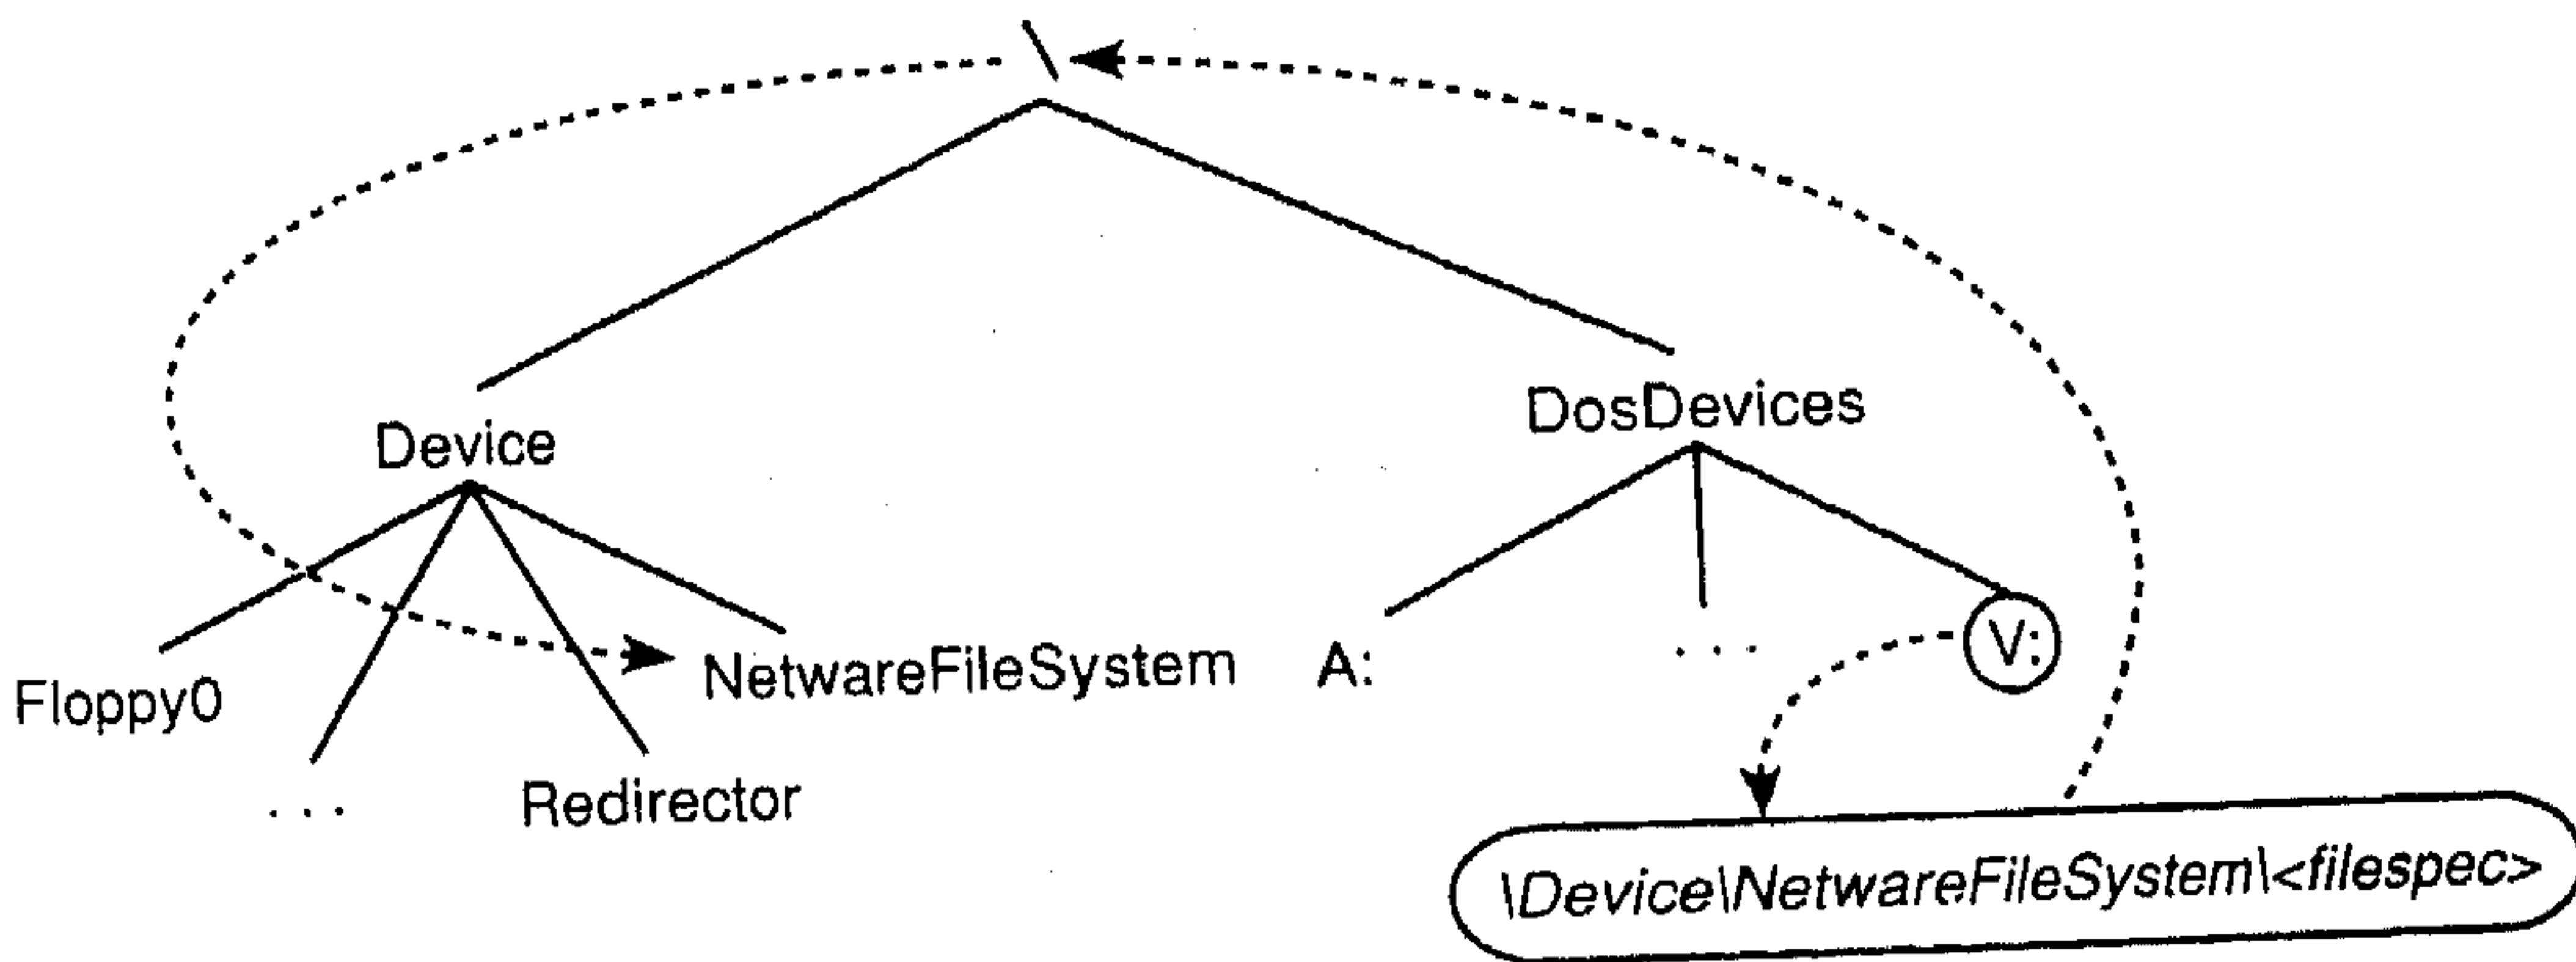 \
Device
DosDevices
Floppy0
. . .
Redirector
NetwareFileSystem
A:
. . .
V:
\Device\NetwareFileSystem\<filespec>